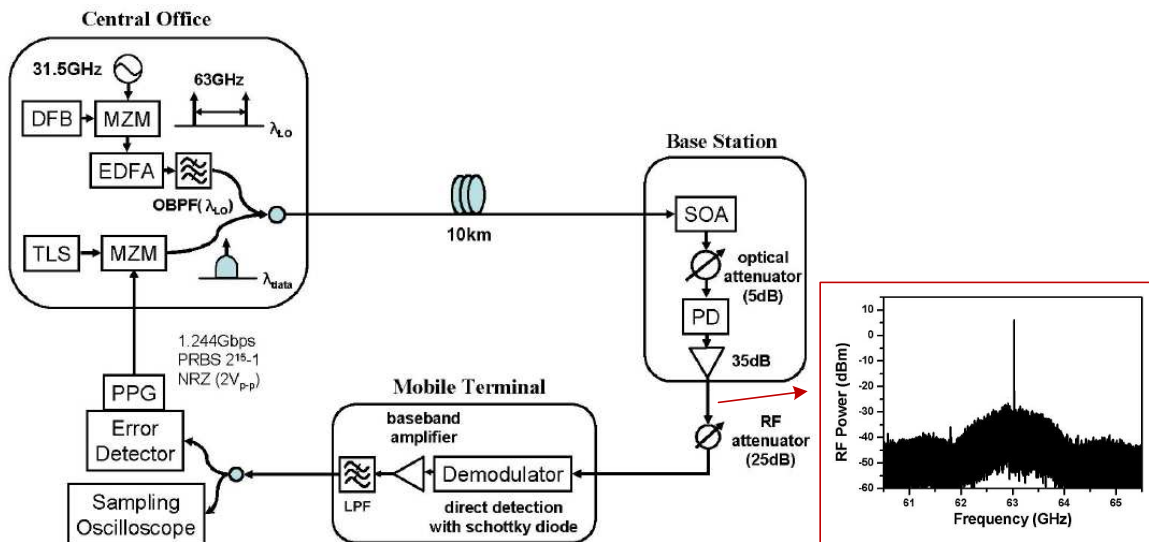 Central Office
31.5GHz
63GHz
DFB
MZM
λLO
EDFA
OBPF(λLO)
TLS
MZM
λdata
10km
Base Station
SOA
optical
attenuator
(5dB)
PD
35dB
1.244Gbps
PRBS 2¹⁵-1
NRZ (2Vp-p)
PPG
Error
Detector
Sampling
Oscilloscope
Mobile Terminal
baseband
amplifier
LPF
Demodulator
direct detection
with schottky diode
RF
attenuator
(25dB)
RF Power (dBm)
10
0
-10
-20
-30
-40
-50
-60
61 62 63 64 65
Frequency (GHz)